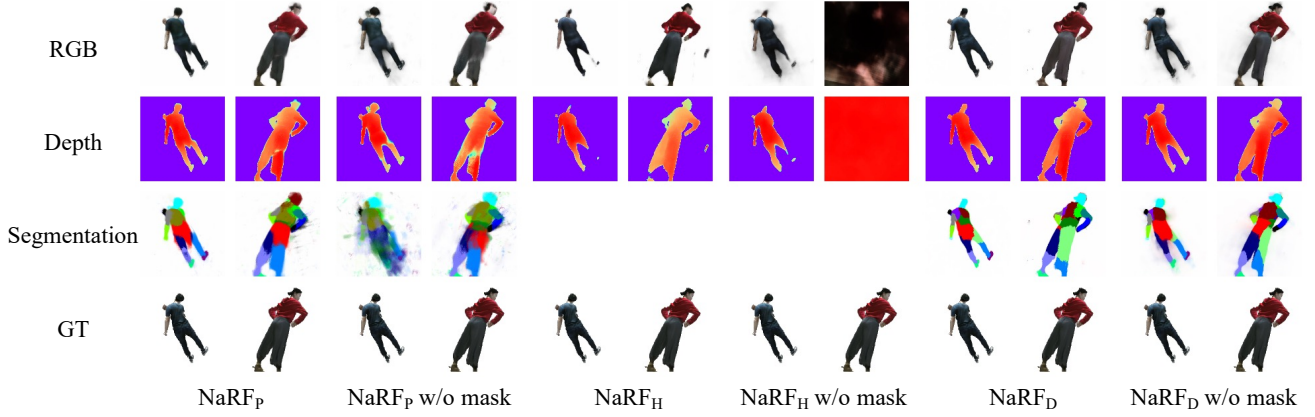 RGB
Depth
Segmentation
GT
NaRF_P NaRF_P w/o mask NaRF_H NaRF_H w/o mask NaRF_D NaRF_D w/o mask